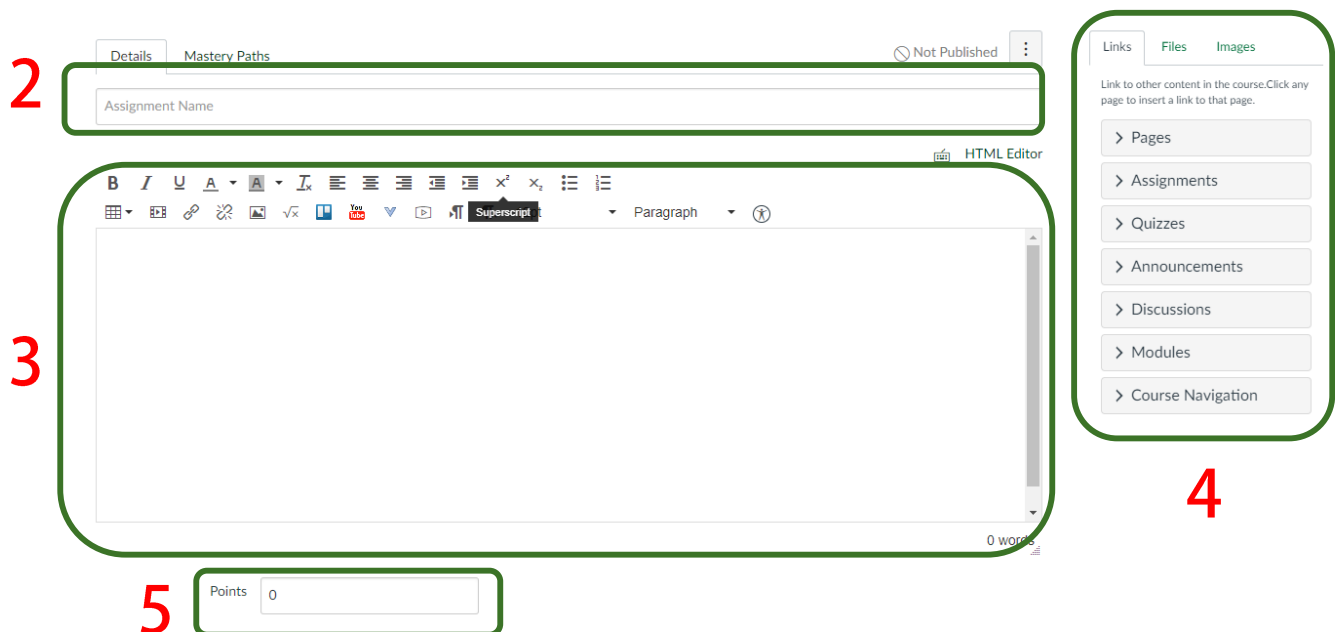 Details Mastery Paths Not Published
2
Assignment Name
HTML Editor
Superscript
Paragraph
3
0 words
5
Points 0
Links Files Images
Link to other content in the course.Click any
page to insert a link to that page.
Pages
Assignments
Quizzes
Announcements
Discussions
Modules
Course Navigation
4